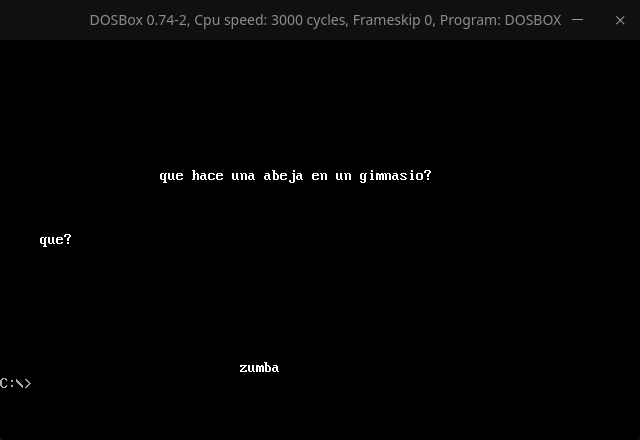 DOSBox 0.74-2, Cpu speed: 3000 cycles, Frameskip 0, Program: DOSBOX
que hace una abeja en un gimnasio?
que?
zumba
C:\>